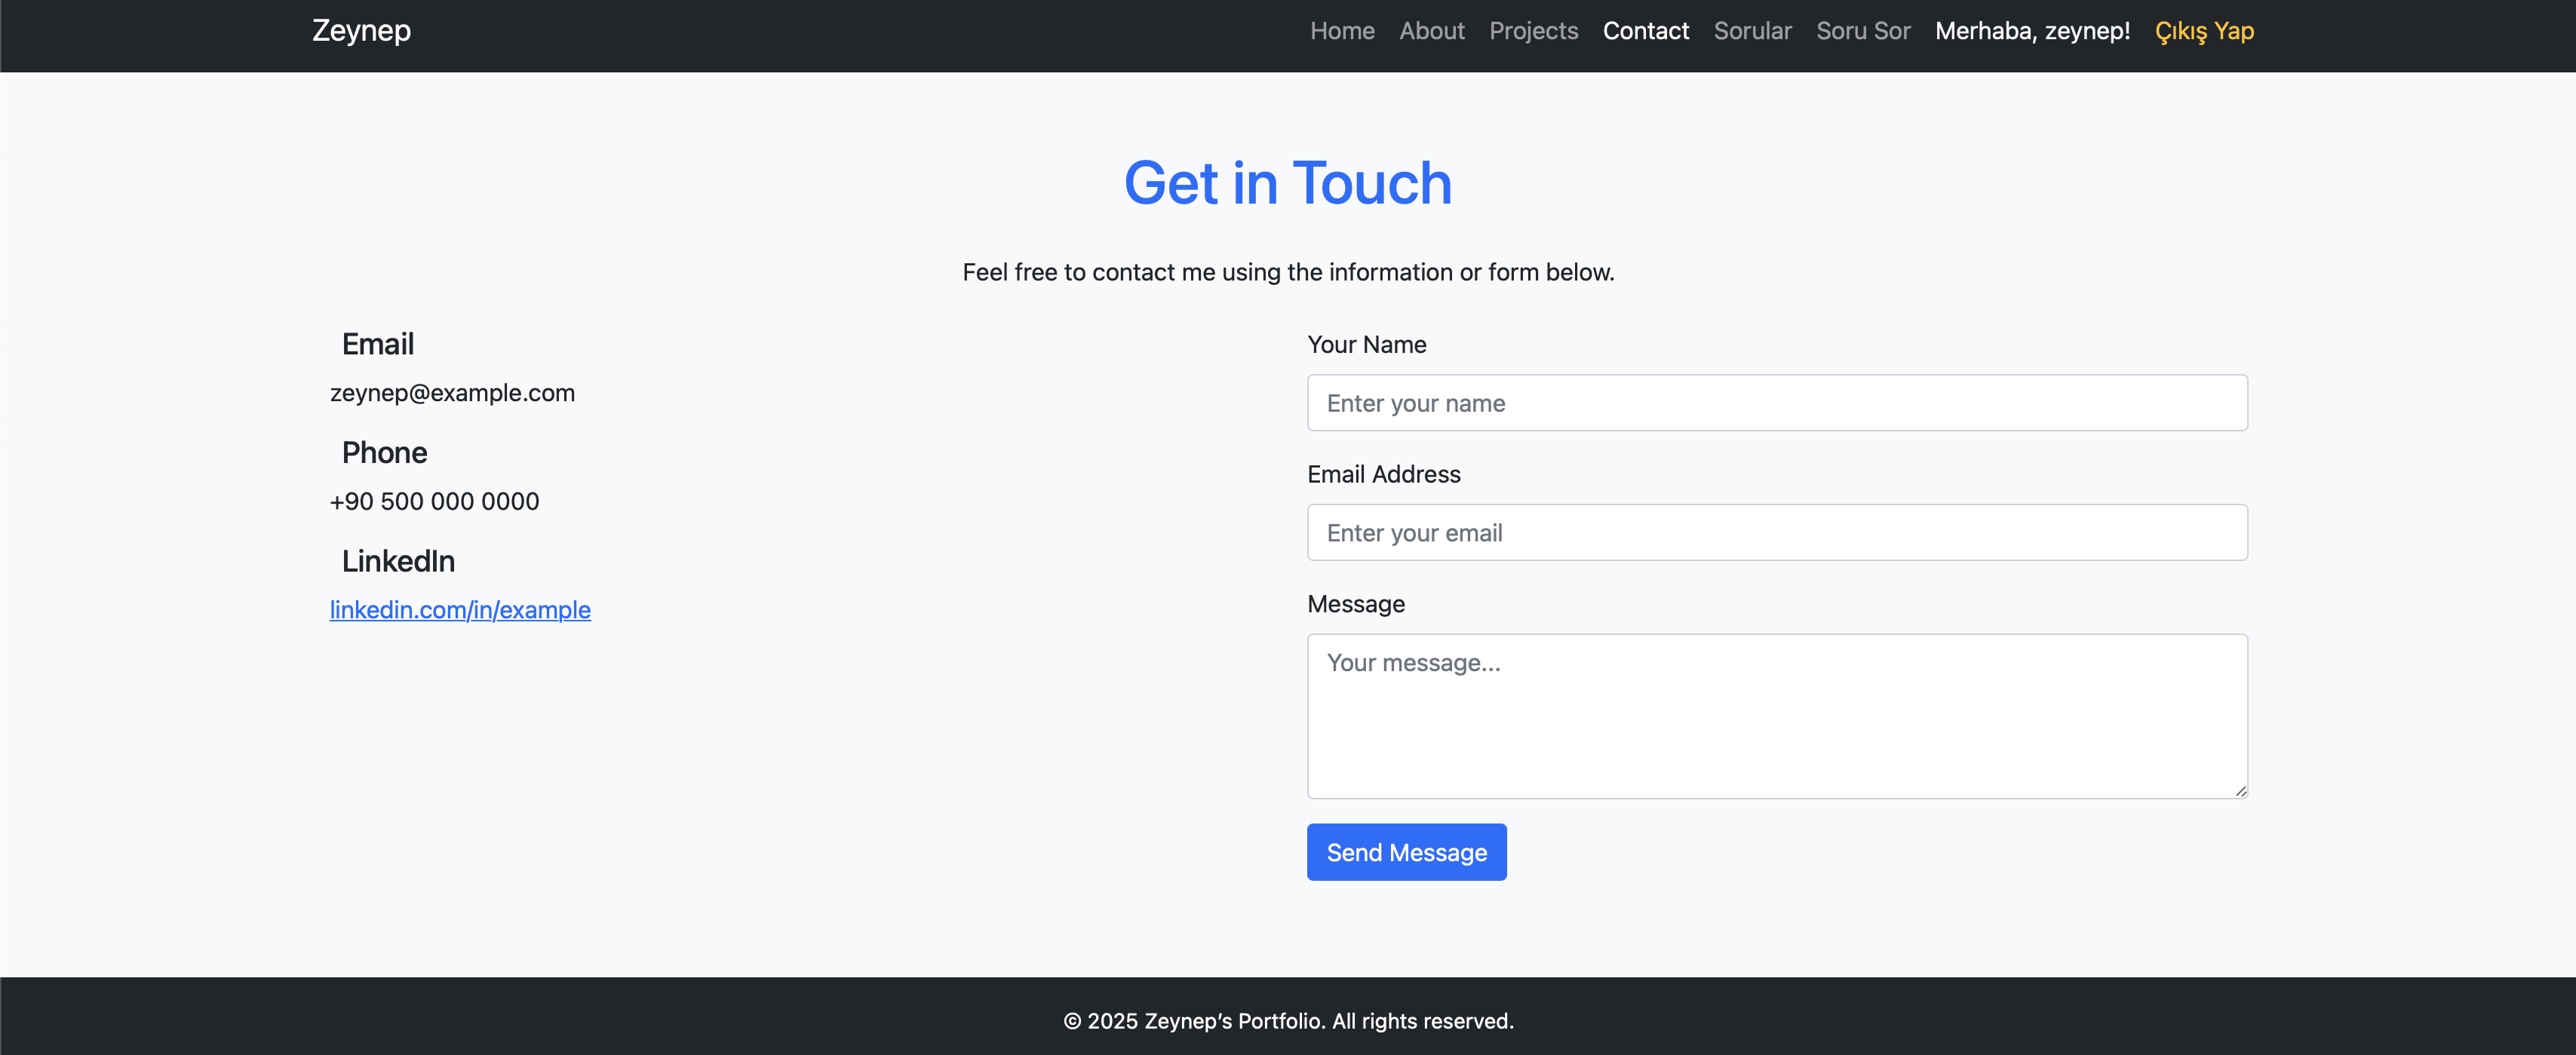 Zeynep
Home About Projects Contact Sorular Soru Sor Merhaba, zeynep! Çıkış Yap
Get in Touch
Feel free to contact me using the information or form below.
Email
zeynep@example.com
Phone
+90 500 000 0000
LinkedIn
linkedin.com/in/example
Your Name
Enter your name
Email Address
Enter your email
Message
Your message...
Send Message
© 2025 Zeynep’s Portfolio. All rights reserved.